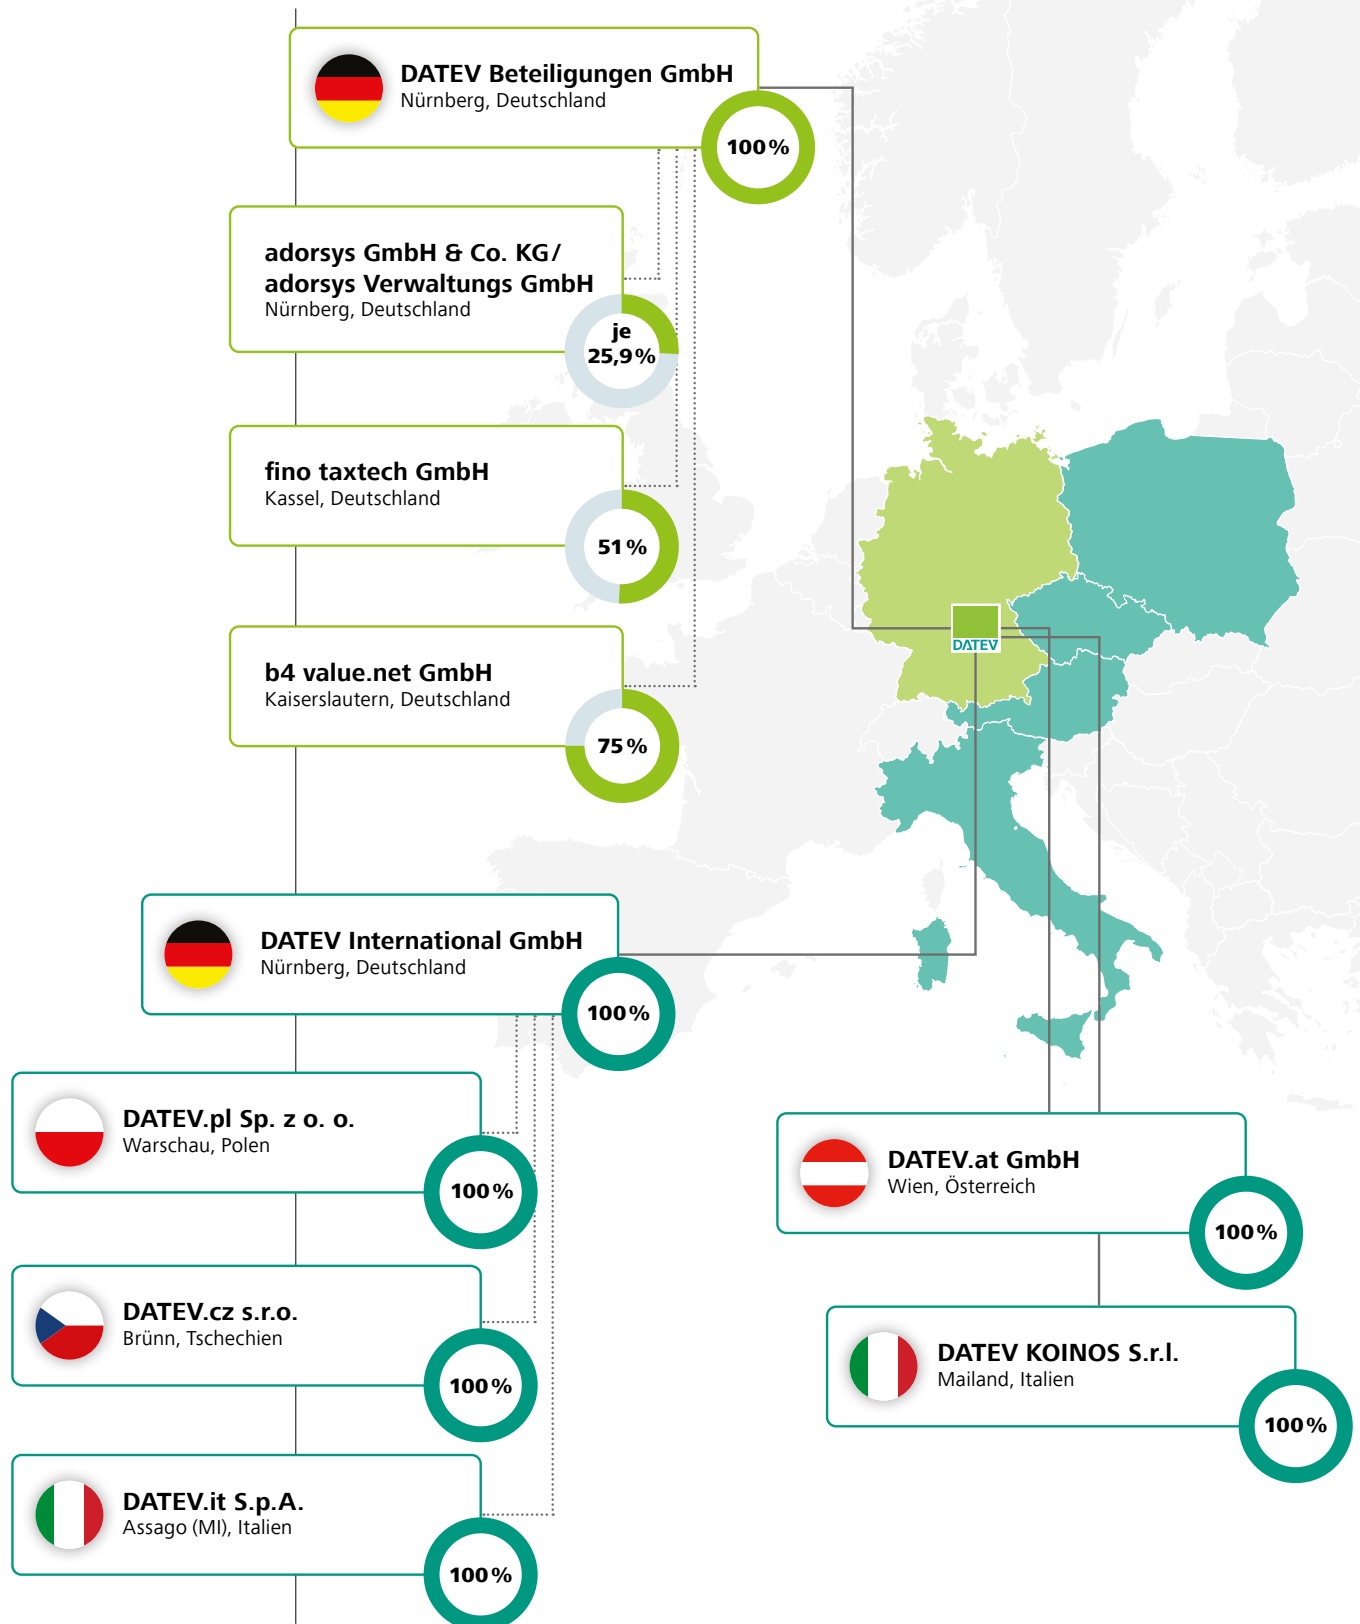 DATEV Beteiligungen GmbH
Nürnberg, Deutschland
100 %
adorsys GmbH & Co. KG/
adorsys Verwaltungs GmbH
Nürnberg, Deutschland
je
25,9 %
fino taxtech GmbH
Kassel, Deutschland
51 %
b4 value.net GmbH
Kaiserslautern, Deutschland
75 %
DATEV
DATEV International GmbH
Nürnberg, Deutschland
100 %
DATEV.pl Sp. z o. o.
Warschau, Polen
100 %
DATEV.cz s.r.o.
Brünn, Tschechien
100 %
DATEV.it S.p.A.
Assago (MI), Italien
100 %
DATEV.at GmbH
Wien, Österreich
100 %
DATEV KOINOS S.r.l.
Mailand, Italien
100 %